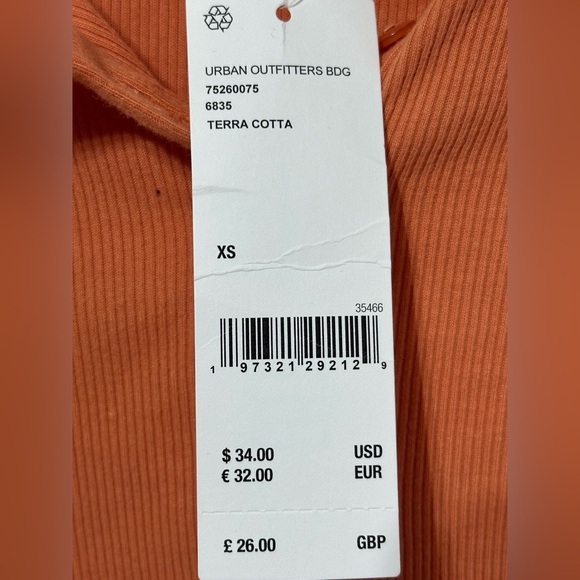 URBAN OUTFITTERS BDG
75260075
6835
TERRA COTTA
XS
35466
1 97321 29212 9
$ 34.00 USD
€ 32.00 EUR
£ 26.00 GBP